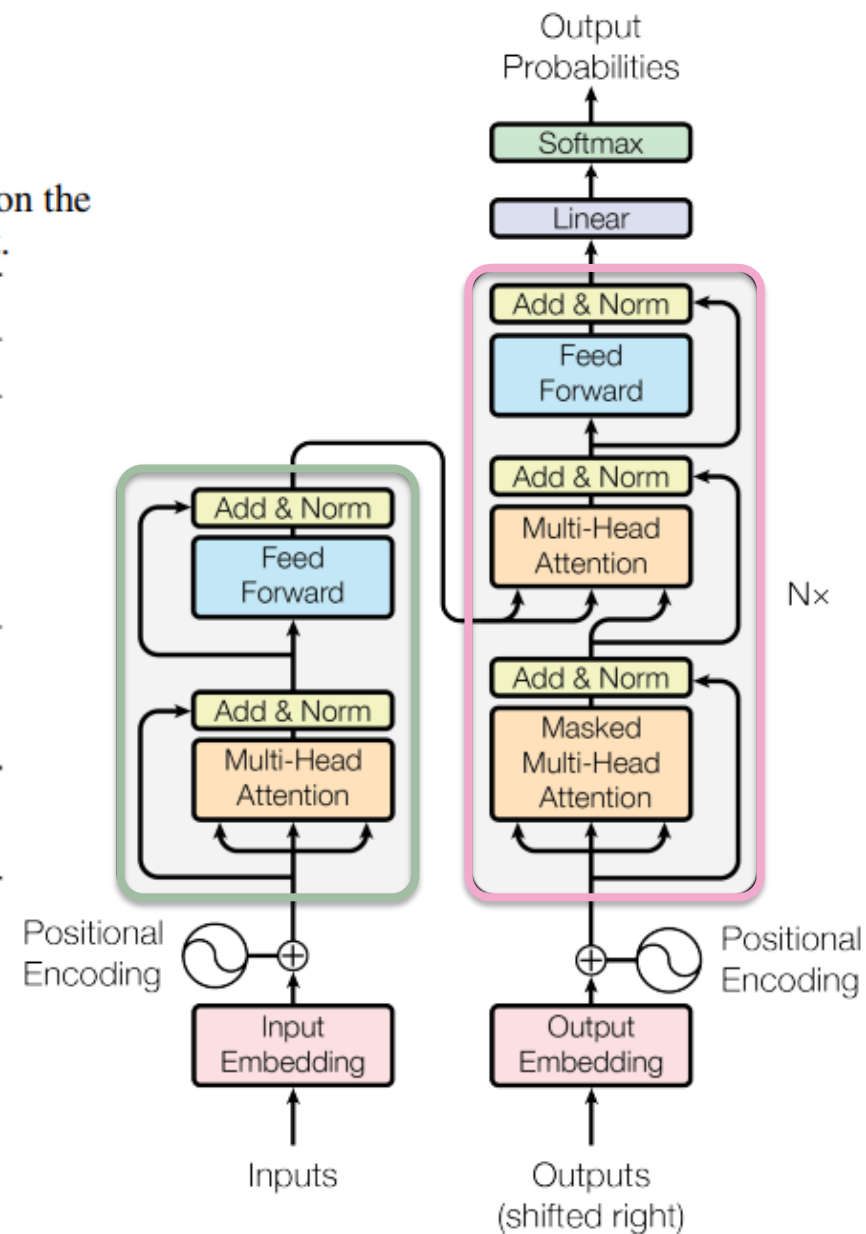 on the
.
Output
Probabilities
Softmax
Linear
Add & Norm
Feed
Forward
Add & Norm
Multi-Head
Attention
Add & Norm
Masked
Multi-Head
Attention
N×
Add & Norm
Feed
Forward
Add & Norm
Multi-Head
Attention
Positional
Encoding
Positional
Encoding
Input
Embedding
Output
Embedding
Inputs
Outputs
(shifted right)